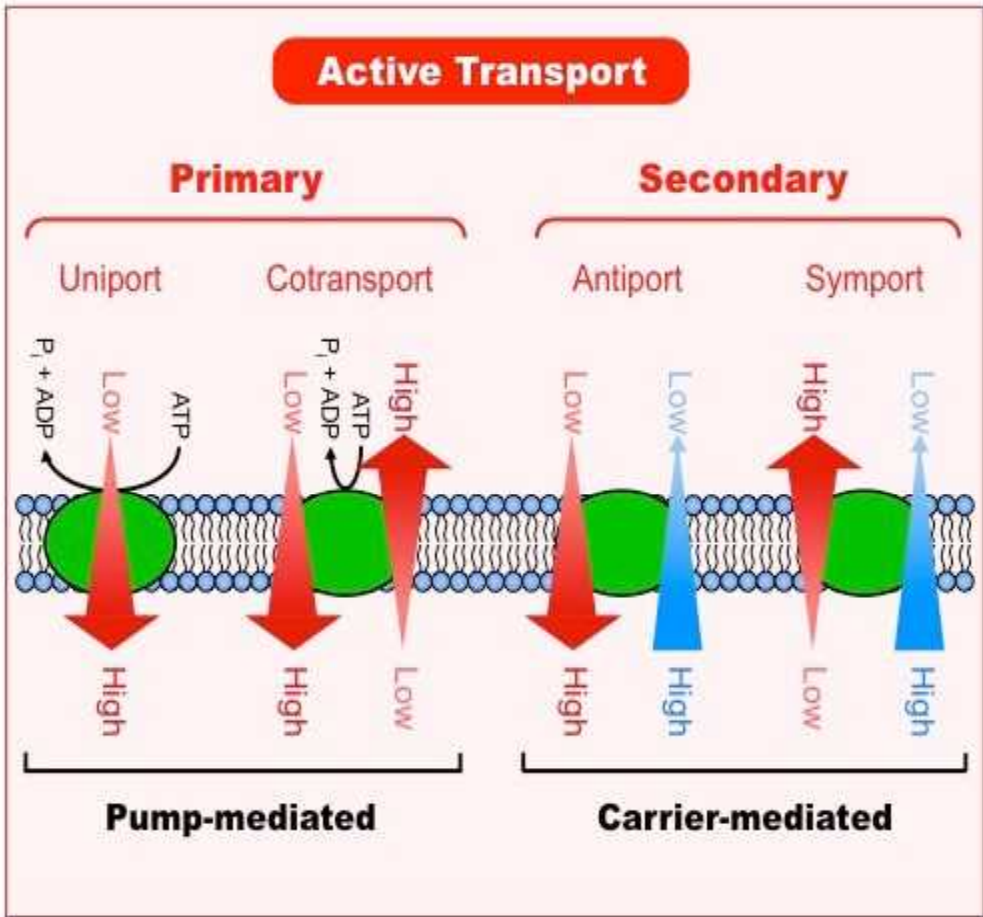 Active Transport
Primary
Secondary
Uniport
Cotransport
Antiport
Symport
Pi + ADP
Low
ATP
Low
Pi + ADP
ATP
High
Low
Low
High
Low
High
High
Low
High
High
Low
High
Pump-mediated
Carrier-mediated